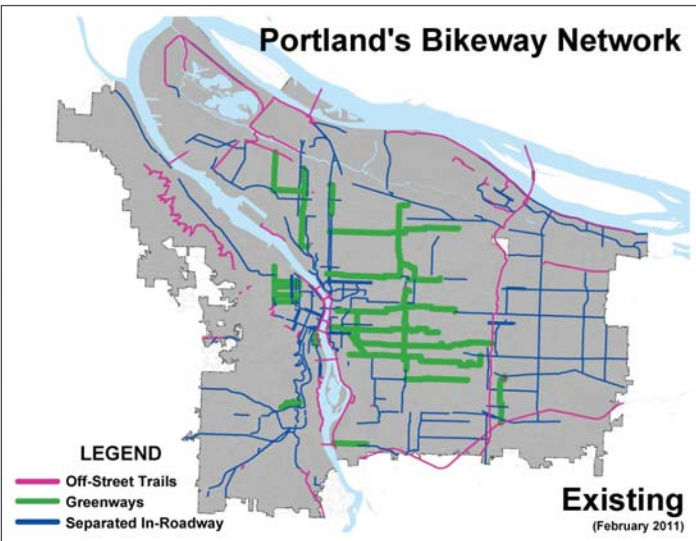 Portland's Bikeway Network
LEGEND
Off-Street Trails
Greenways
Separated In-Roadway
Existing
(February 2011)